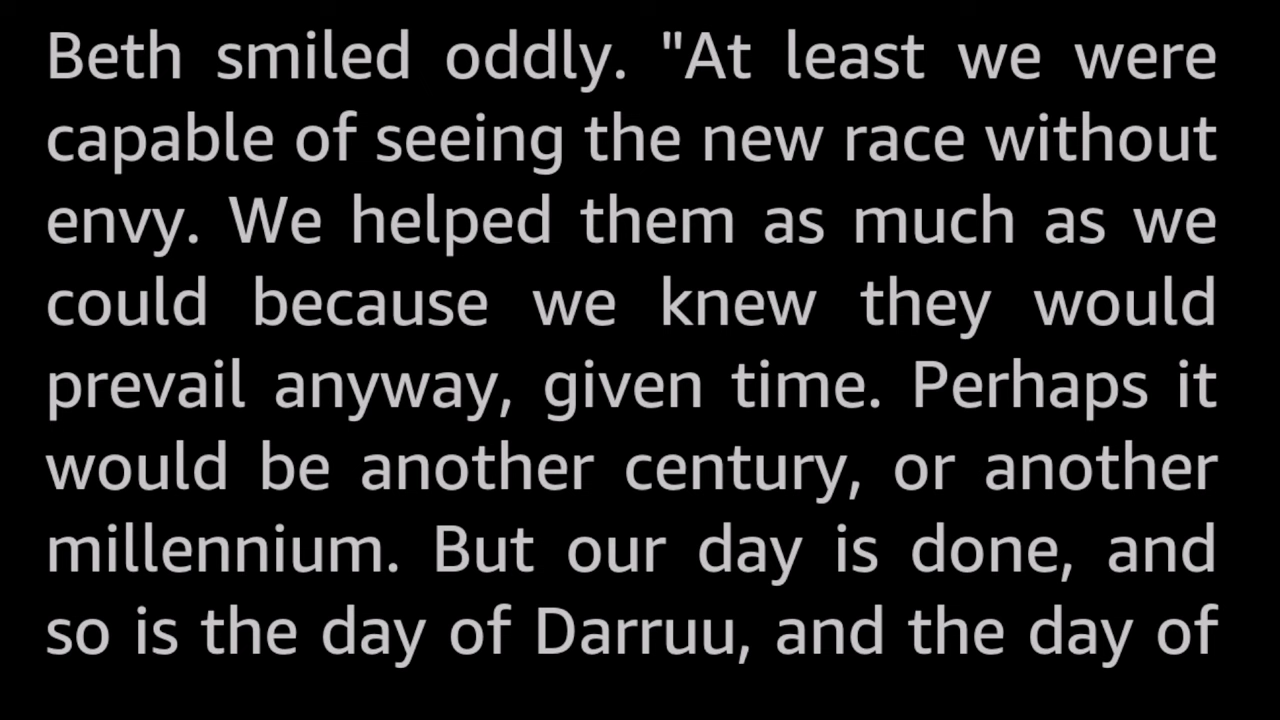 Beth smiled oddly. "At least we were
capable of seeing the new race without
envy. We helped them as much as we
could because we knew they would
prevail anyway, given time. Perhaps it
would be another century, or another
millennium. But our day is done, and
so is the day of Darruu, and the day of